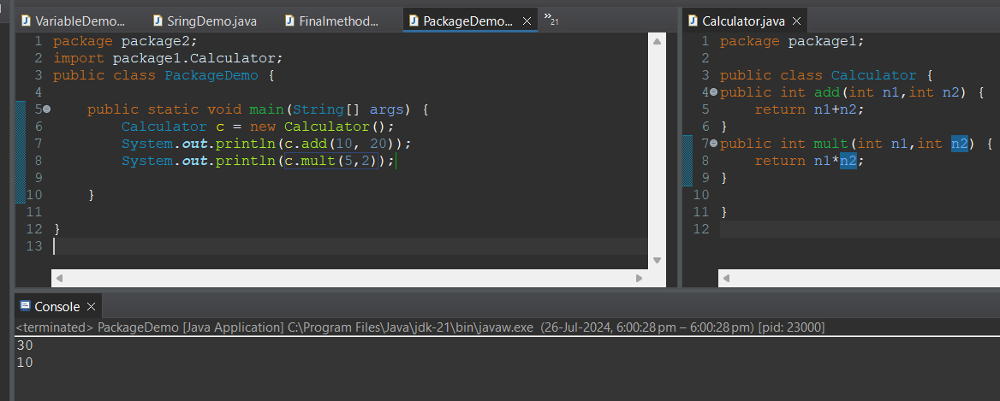 VariableDemo... SringDemo.java Finalmethod... PackageDemo... »21
1 package package2;
2 import package1.Calculator;
3 public class PackageDemo {
4
5 public static void main(String[] args) {
6 Calculator c = new Calculator();
7 System.out.println(c.add(10, 20));
8 System.out.println(c.mult(5,2));
9
10 }
11
12 }
13
Calculator.java
1 package package1;
2
3 public class Calculator {
4 public int add(int n1,int n2) {
5 return n1+n2;
6 }
7 public int mult(int n1,int n2) {
8 return n1*n2;
9 }
10
11 }
12
Console
<terminated> PackageDemo [Java Application] C:\Program Files\Java\jdk-21\bin\javaw.exe (26-Jul-2024, 6:00:28 pm – 6:00:28 pm) [pid: 23000]
30
10